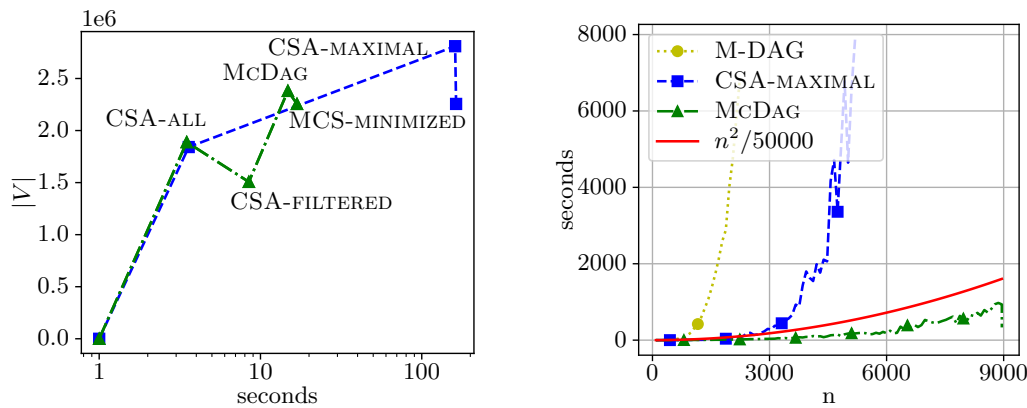 1e6
CSA-MAXIMAL
McDag
CSA-ALL
MCS-MINIMIZED
CSA-FILTERED
|V|
2.5
2.0
1.5
1.0
0.5
0.0
1
10
100
seconds
8000
6000
4000
2000
0
seconds
M-DAG
CSA-MAXIMAL
McDag
n²/50000
0
3000
6000
9000
n